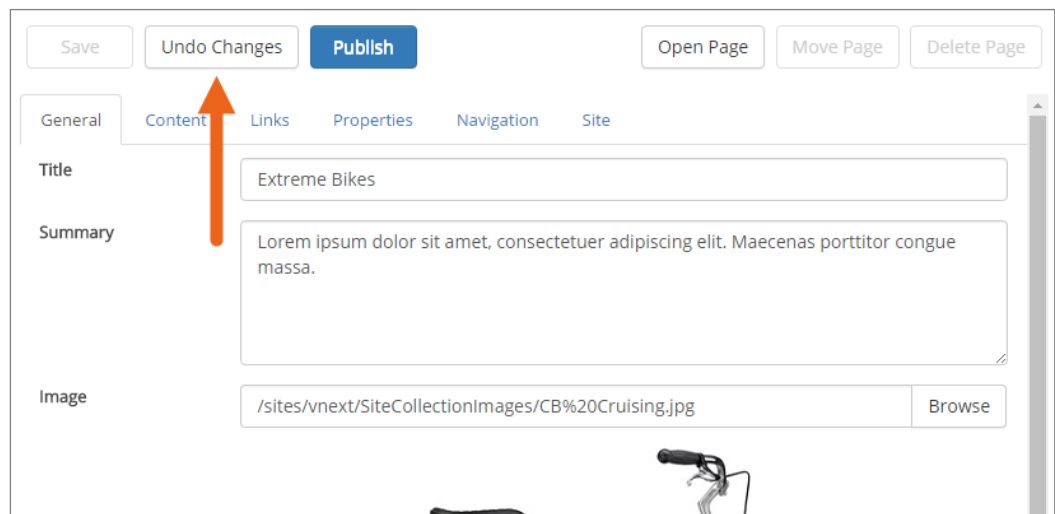 Save Undo Changes Publish Open Page Move Page Delete Page
General Content Links Properties Navigation Site
Title Extreme Bikes
Summary Lorem ipsum dolor sit amet, consectetuer adipiscing elit. Maecenas porttitor congue
massa.
Image /sites/vnext/SiteCollectionImages/CB%20Cruising.jpg Browse